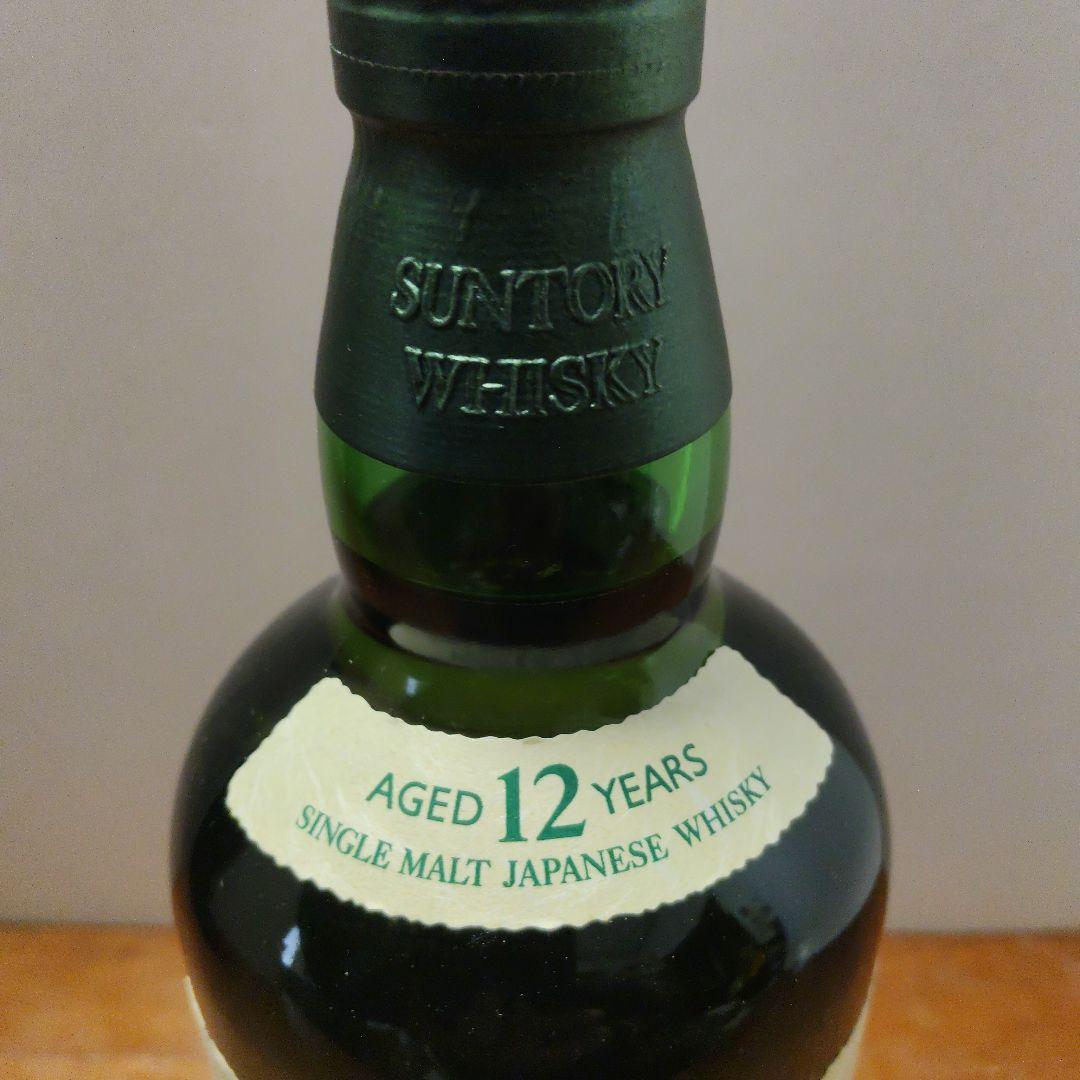 SUNTORY
WHISKY
AGED 12 YEARS
SINGLE MALT JAPANESE WHISKY